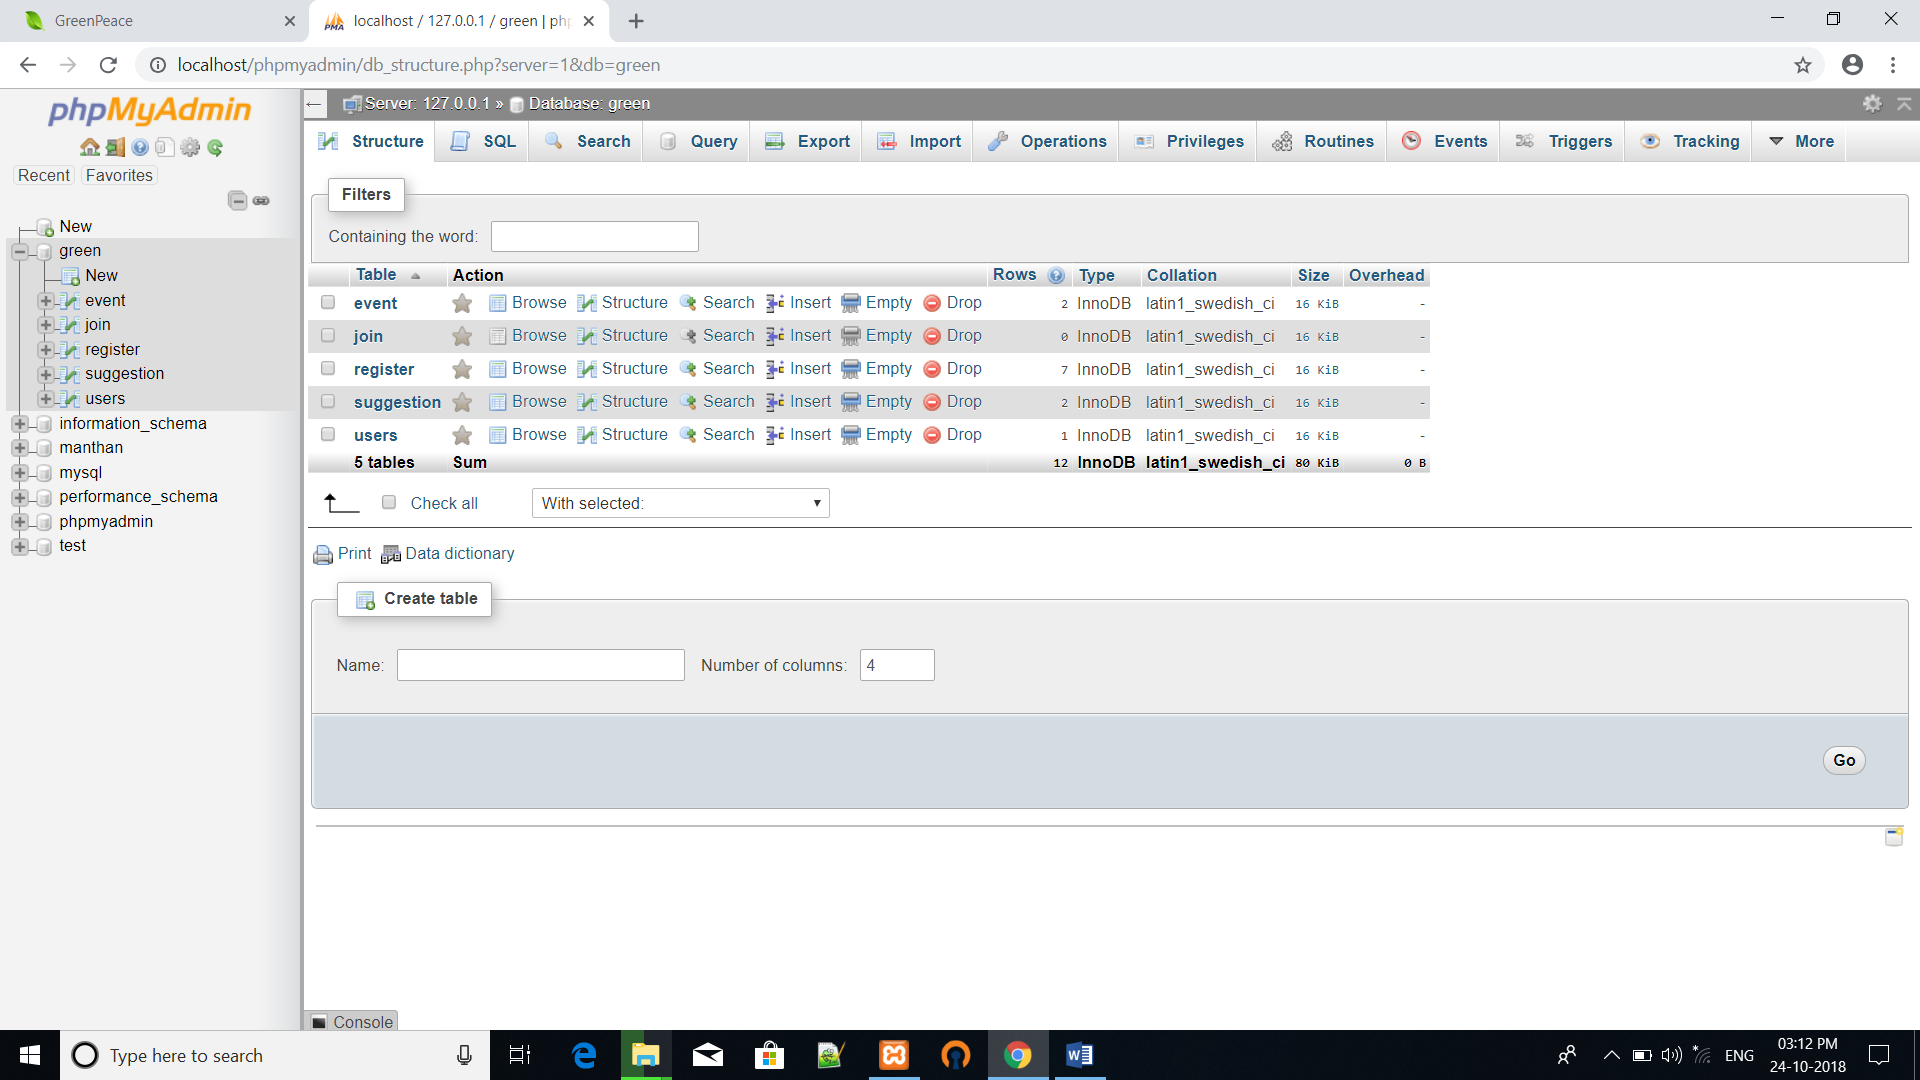 GreenPeace
localhost / 127.0.0.1 / green | php
localhost/phpmyadmin/db_structure.php?server=1&db=green
phpMyAdmin
Recent Favorites
New
green
New
event
join
register
suggestion
users
information_schema
manthan
mysql
performance_schema
phpmyadmin
test
Server: 127.0.0.1 » Database: green
Structure SQL Search Query Export Import Operations Privileges Routines Events Triggers Tracking More
Filters
Containing the word:
Table Action Rows Type Collation Size Overhead
event Browse Structure Search Insert Empty Drop 2 InnoDB latin1_swedish_ci 16 KiB -
join Browse Structure Search Insert Empty Drop 0 InnoDB latin1_swedish_ci 16 KiB -
register Browse Structure Search Insert Empty Drop 7 InnoDB latin1_swedish_ci 16 KiB -
suggestion Browse Structure Search Insert Empty Drop 2 InnoDB latin1_swedish_ci 16 KiB -
users Browse Structure Search Insert Empty Drop 1 InnoDB latin1_swedish_ci 16 KiB -
5 tables Sum 12 InnoDB latin1_swedish_ci 80 KiB 0 B
Check all With selected:
Print Data dictionary
Create table
Name: Number of columns: 4
Go
Console
Type here to search
ENG
03:12 PM
24-10-2018